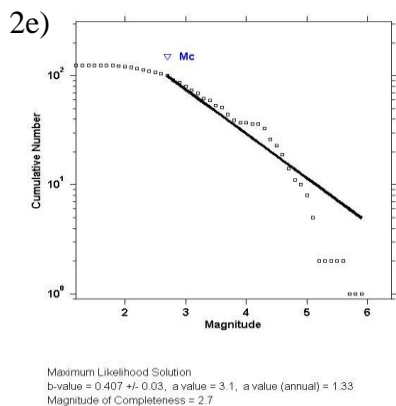 2e)
Mc
10²
10¹
10⁰
Cumulative Number
2 3 4 5 6
Magnitude
Maximum Likelihood Solution
b-value = 0.407 +/- 0.03, a value = 3.1, a value (annual) = 1.33
Magnitude of Completeness = 2.7